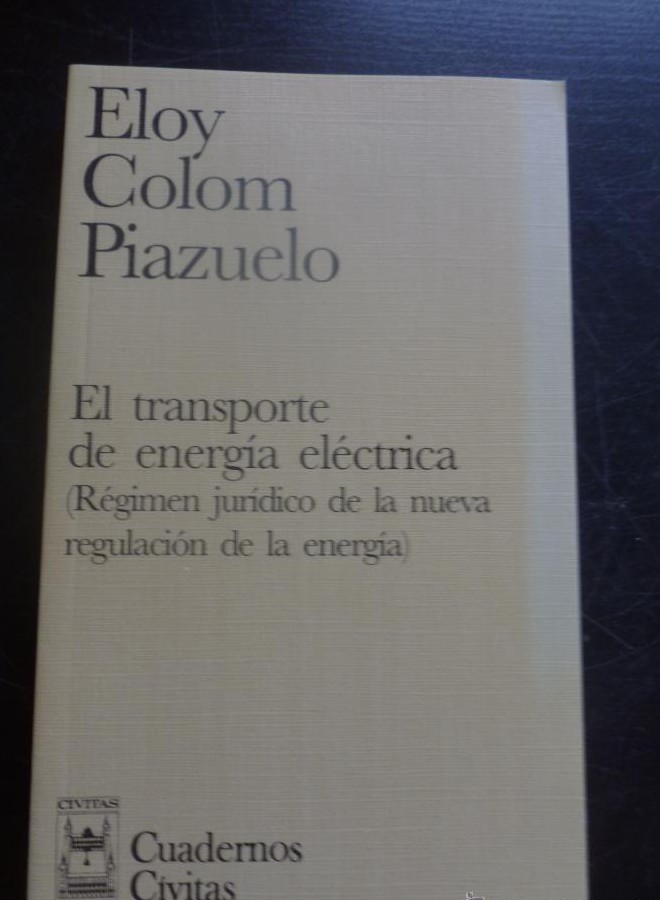 Eloy
Colom
Piazuelo
El transporte
de energía eléctrica
(Régimen jurídico de la nueva
regulación de la energía)
CIVITAS
Cuadernos
Cívitas